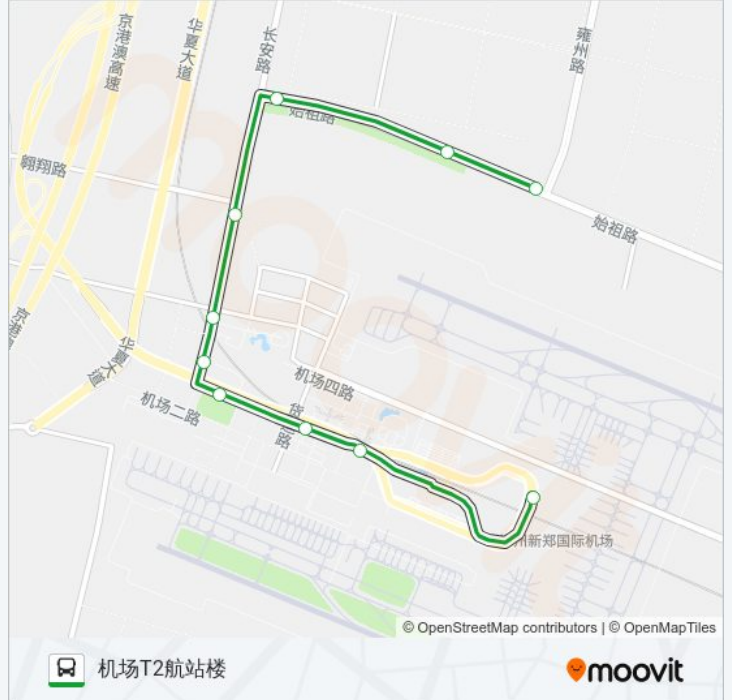 京港澳高速
华夏大道
长安路
雍州路
始祖路
翱翔路
始祖路
京港
华夏大道
机场四路
机场二路
货
路
州新郑国际机场
© OpenStreetMap contributors | © OpenMapTiles
机场T2航站楼
moovit